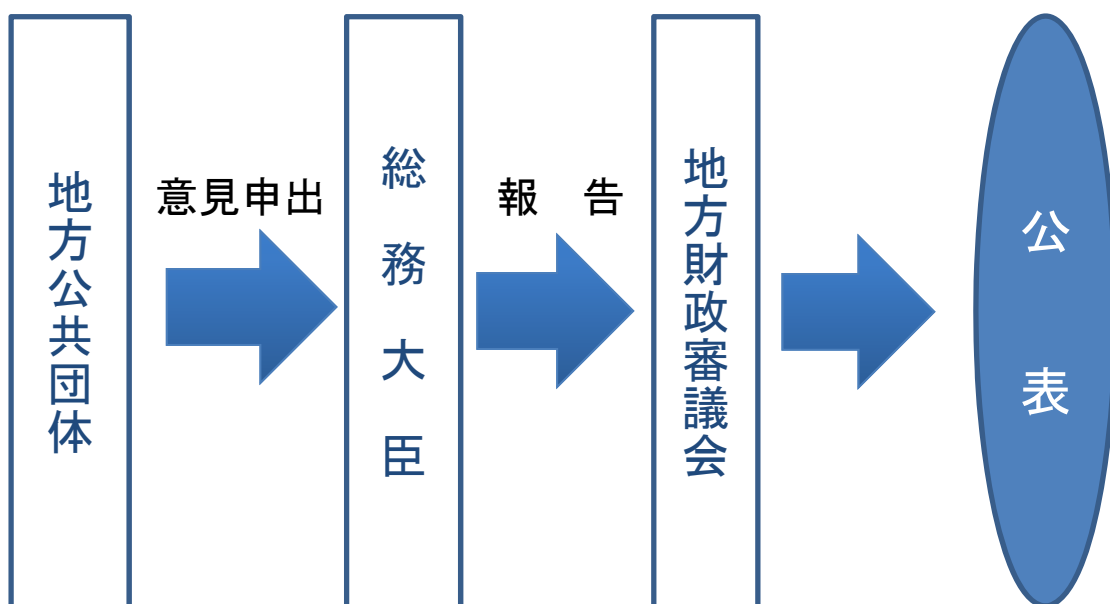 地方公共団体
意見申出
総務大臣
報　告
地方財政審議会
公表